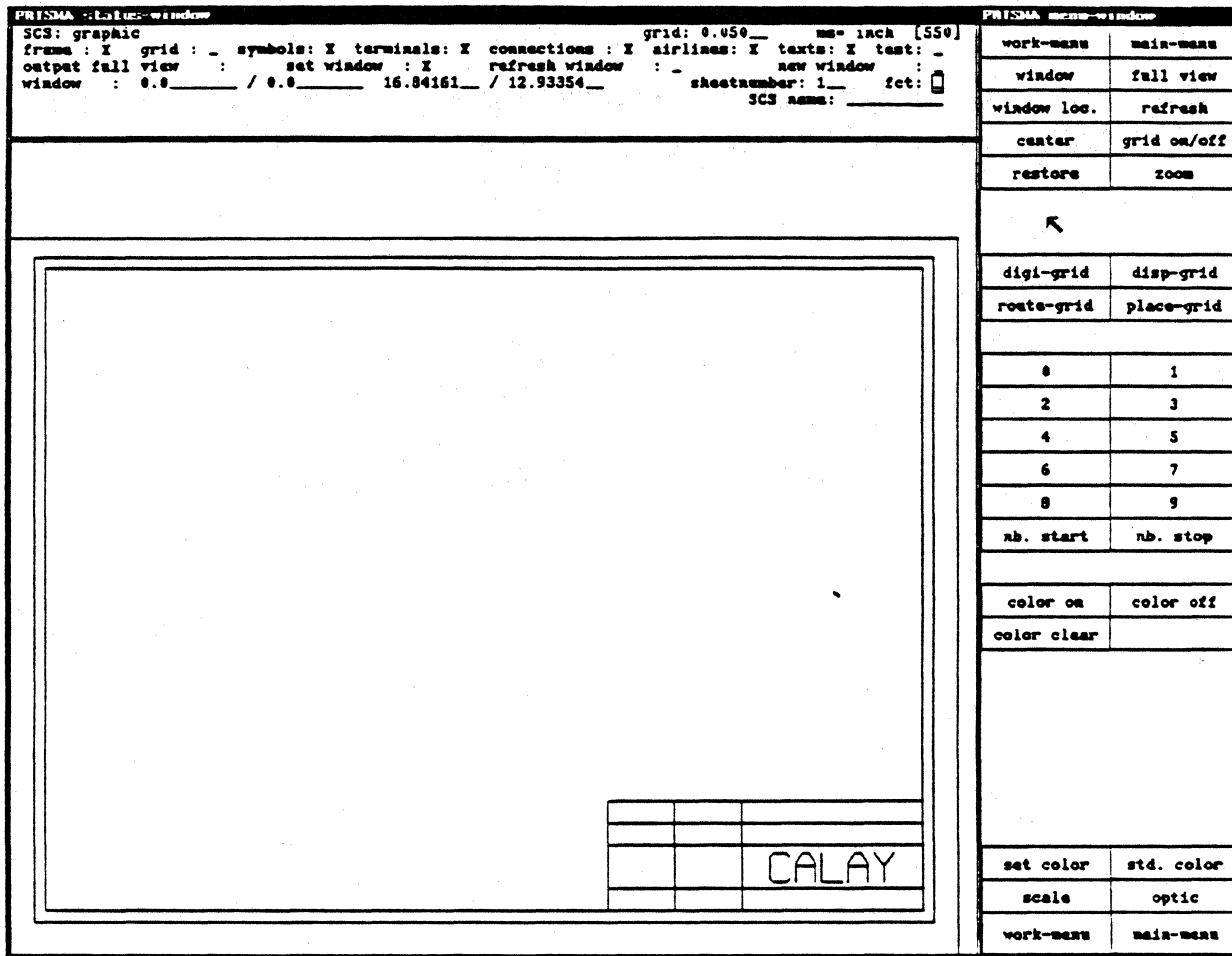 PRISMA status-window
SCS: graphic grid: 0.050__ ms= inch [550]
frame : X grid : _ symbols: X terminals: X connections : X airlines: X texts: X test: _
output full view : set window : X refresh window : _ new window :
window : 0.0_______ / 0.0_______ 16.84161__ / 12.93354__ sheetnumber: 1__ fct:
SCS name: __________
CALAY
PRISMA menu-window
work-menu main-menu
window full view
window loc. refresh
center grid on/off
restore zoom
digi-grid disp-grid
route-grid place-grid
0 1
2 3
4 5
6 7
8 9
nb. start nb. stop
color on color off
color clear
set color std. color
scale optic
work-menu main-menu